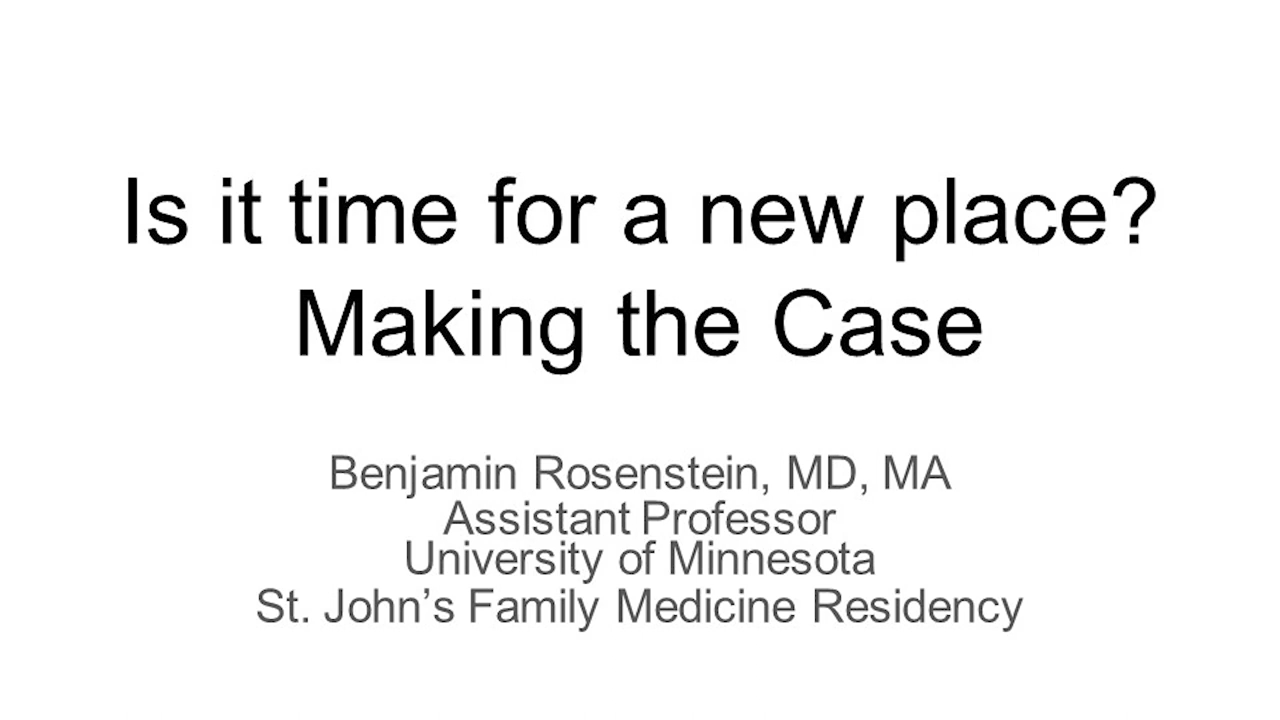 Is it time for a new place?
Making the Case
Benjamin Rosenstein, MD, MA
Assistant Professor
University of Minnesota
St. John’s Family Medicine Residency